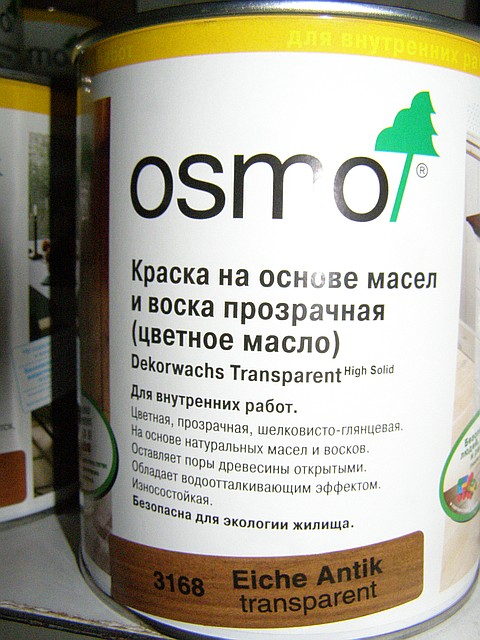 для внутренних ра
osmo®
Краска на основе масел
и воска прозрачная
(цветное масло)
Dekorwachs Transparent High Solid
Для внутренних работ.
Цветная, прозрачная, шелковисто-глянцевая.
На основе натуральных масел и восков.
Оставляет поры древесины открытыми.
Обладает водоотталкивающим эффектом.
Износостойкая.
Безопасна для экологии жилища.
3168 Eiche Antik
transparent